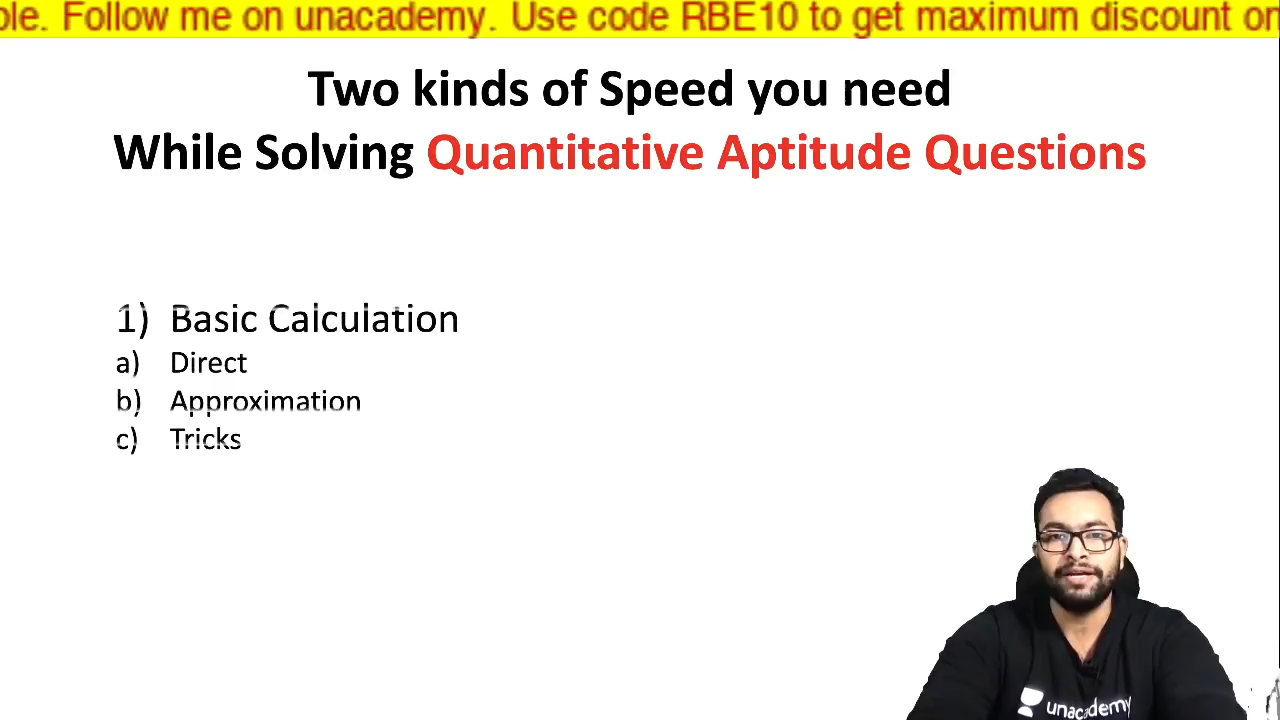 ple. Follow me on unacademy. Use code RBE10 to get maximum discount on
Two kinds of Speed you need
While Solving Quantitative Aptitude Questions
1) Basic Calculation
a) Direct
b) Approximation
c) Tricks
unacademy